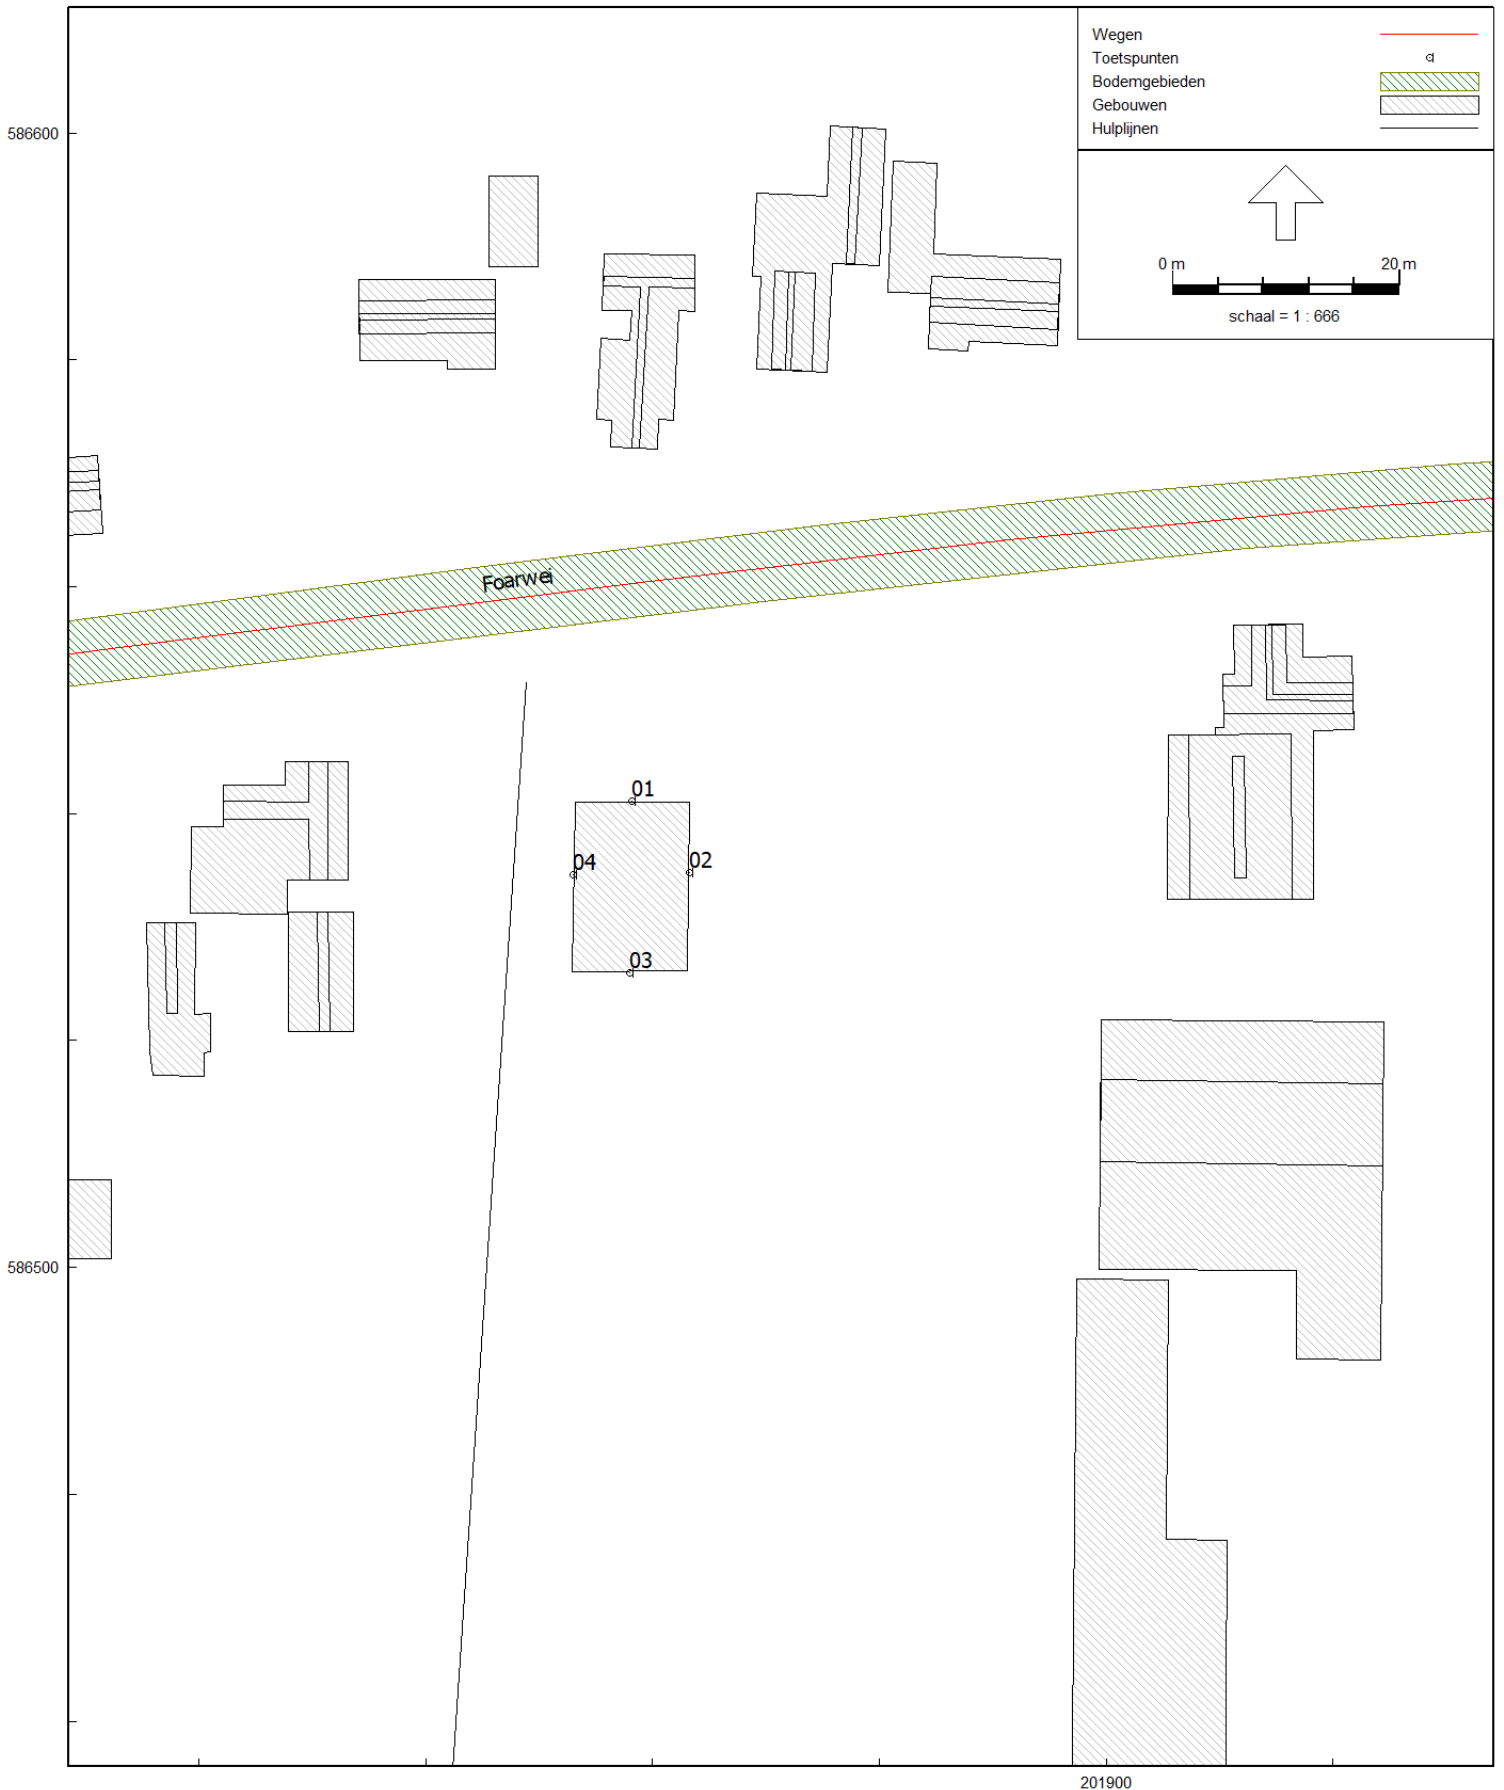 Wegen
Toetspunten
Bodemgebieden
Gebouwen
Hulplijnen
0 m 20 m
schaal = 1 : 666
586600
Foarwei
01
04 02
03
586500
201900